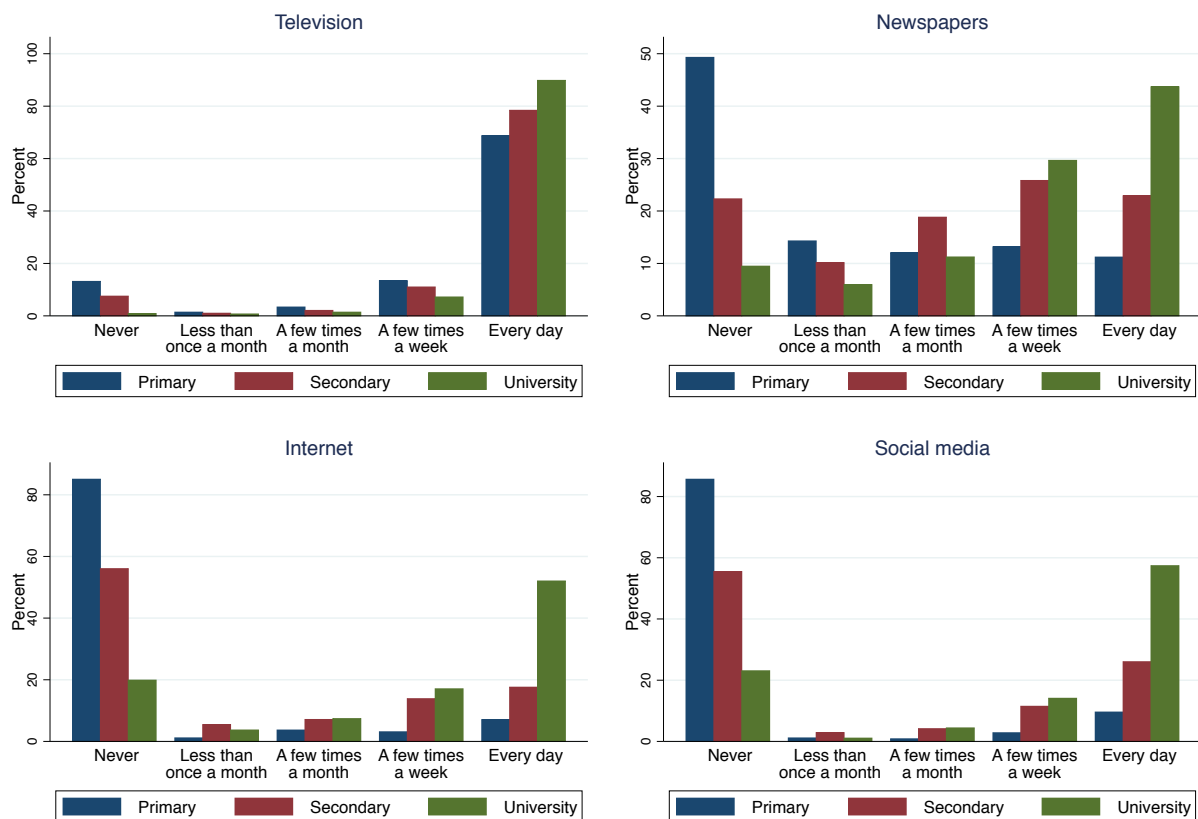 Television
Percent
100
80
60
40
20
0
Never
Less than
once a month
A few times
a month
A few times
a week
Every day
Primary Secondary University
Newspapers
Percent
50
40
30
20
10
0
Never
Less than
once a month
A few times
a month
A few times
a week
Every day
Primary Secondary University
Internet
Percent
80
60
40
20
0
Never
Less than
once a month
A few times
a month
A few times
a week
Every day
Primary Secondary University
Social media
Percent
80
60
40
20
0
Never
Less than
once a month
A few times
a month
A few times
a week
Every day
Primary Secondary University